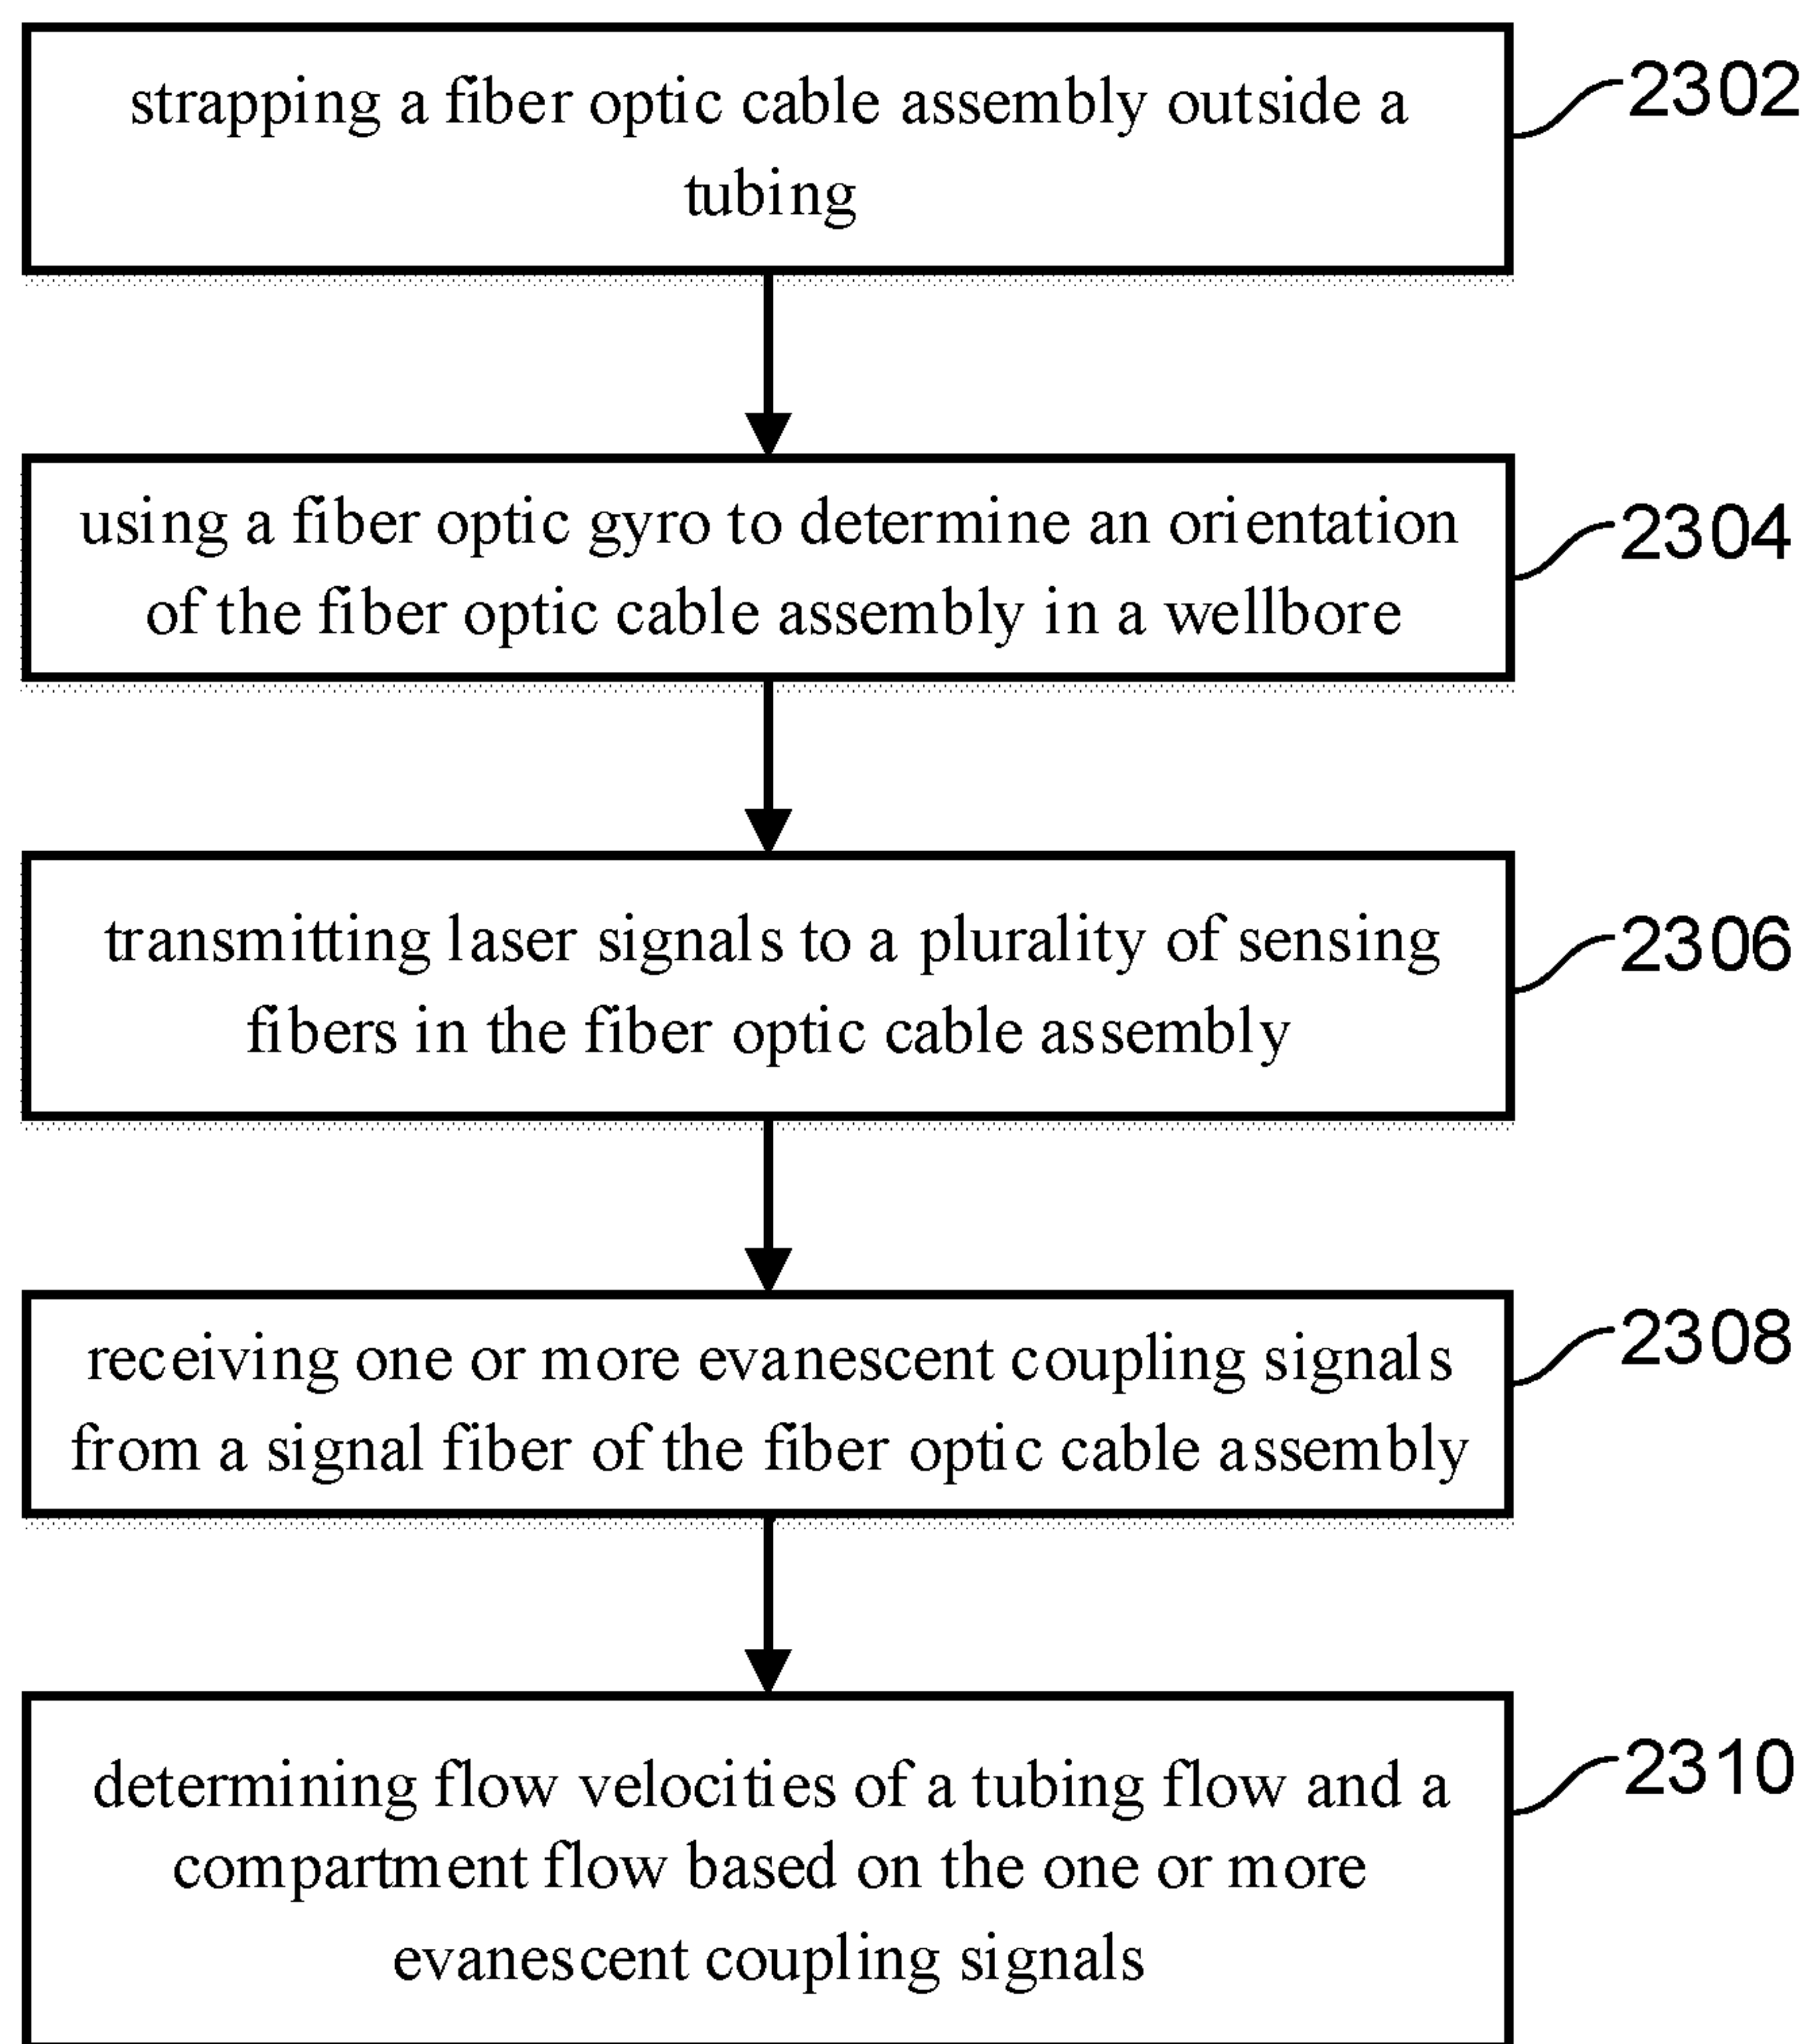 strapping a fiber optic cable assembly outside a
tubing
2302
using a fiber optic gyro to determine an orientation
of the fiber optic cable assembly in a wellbore
2304
transmitting laser signals to a plurality of sensing
fibers in the fiber optic cable assembly
2306
receiving one or more evanescent coupling signals
from a signal fiber of the fiber optic cable assembly
2308
determining flow velocities of a tubing flow and a
compartment flow based on the one or more
evanescent coupling signals
2310